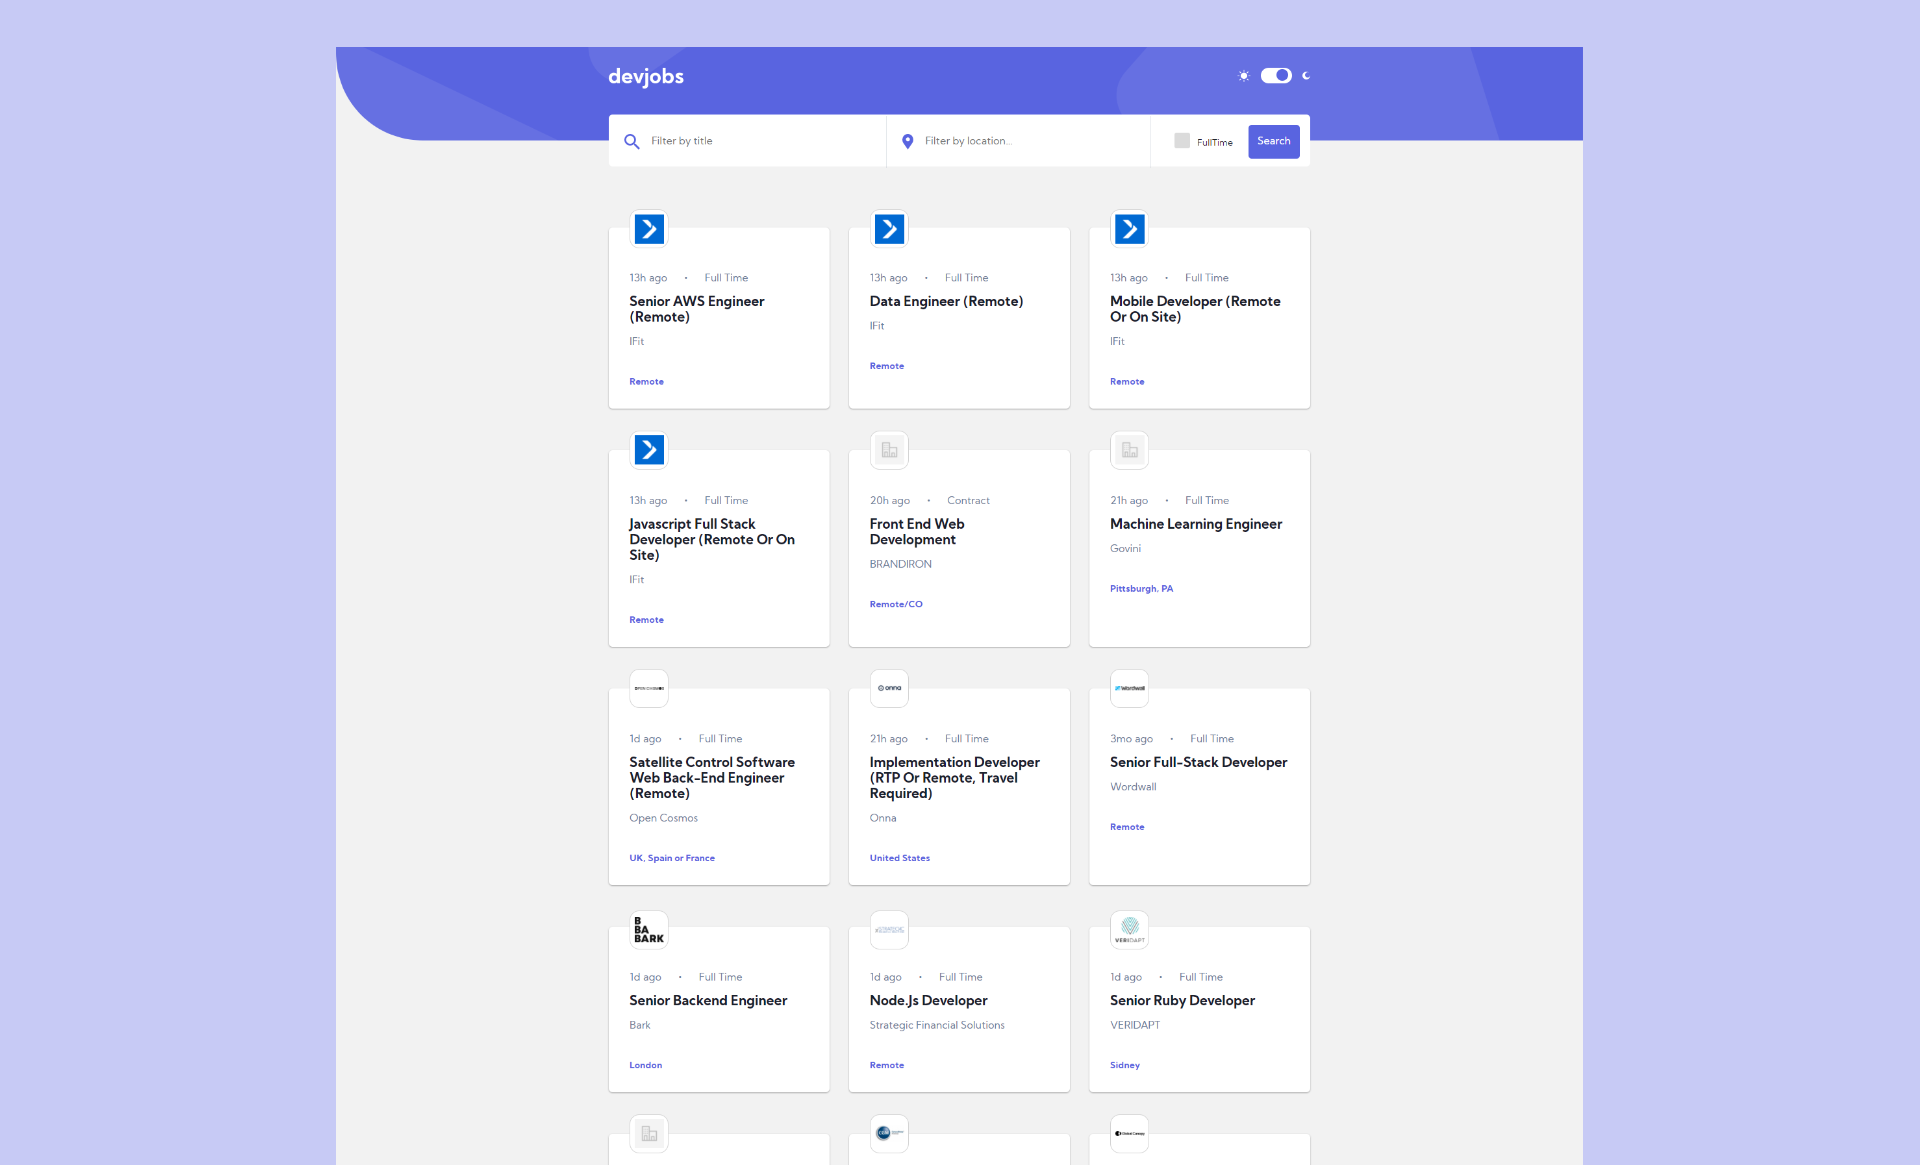 devjobs
Filter by title
Filter by location...
FullTime
Search
13h ago • Full Time
Senior AWS Engineer
(Remote)
IFit
Remote
13h ago • Full Time
Data Engineer (Remote)
IFit
Remote
13h ago • Full Time
Mobile Developer (Remote
Or On Site)
IFit
Remote
13h ago • Full Time
Javascript Full Stack
Developer (Remote Or On
Site)
IFit
Remote
20h ago • Contract
Front End Web
Development
BRANDIRON
Remote/CO
21h ago • Full Time
Machine Learning Engineer
Govini
Pittsburgh, PA
1d ago • Full Time
Satellite Control Software
Web Back-End Engineer
(Remote)
Open Cosmos
UK, Spain or France
onna
21h ago • Full Time
Implementation Developer
(RTP Or Remote, Travel
Required)
Onna
United States
Wordwall
3mo ago • Full Time
Senior Full-Stack Developer
Wordwall
Remote
B
BA
BARK
1d ago • Full Time
Senior Backend Engineer
Bark
London
1d ago • Full Time
Node.Js Developer
Strategic Financial Solutions
Remote
VERIDAPT
1d ago • Full Time
Senior Ruby Developer
VERIDAPT
Sidney